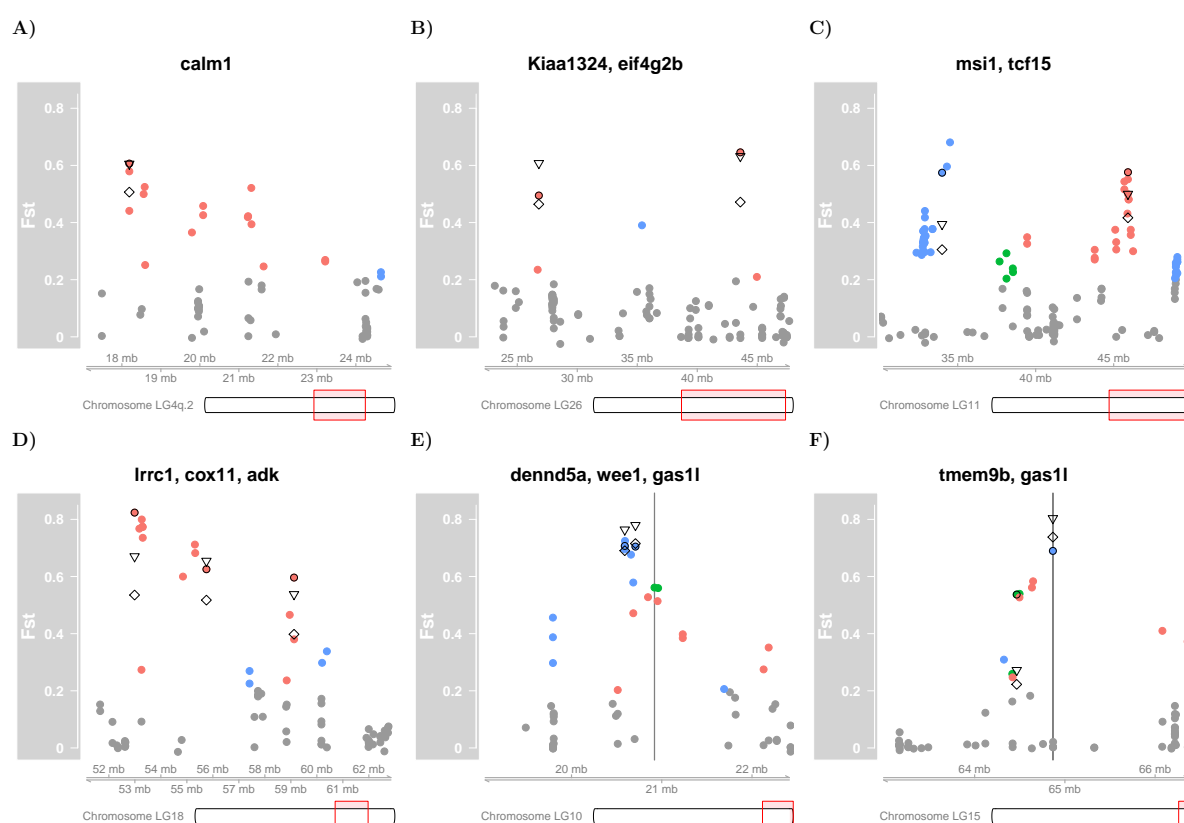 A)
calm1
Fst
0.8
0.6
0.4
0.2
0
18 mb
20 mb
22 mb
24 mb
19 mb
21 mb
23 mb
Chromosome LG4q.2
B)
Kiaa1324, eif4g2b
Fst
0.8
0.6
0.4
0.2
0
25 mb
35 mb
45 mb
30 mb
40 mb
Chromosome LG26
C)
msi1, tcf15
Fst
0.8
0.6
0.4
0.2
0
35 mb
45 mb
40 mb
Chromosome LG11
D)
lrrc1, cox11, adk
Fst
0.8
0.6
0.4
0.2
0
52 mb
54 mb
56 mb
58 mb
60 mb
62 mb
53 mb
55 mb
57 mb
59 mb
61 mb
Chromosome LG18
E)
dennd5a, wee1, gas1l
Fst
0.8
0.6
0.4
0.2
0
20 mb
22 mb
21 mb
Chromosome LG10
F)
tmem9b, gas1l
Fst
0.8
0.6
0.4
0.2
0
64 mb
66 mb
65 mb
Chromosome LG15